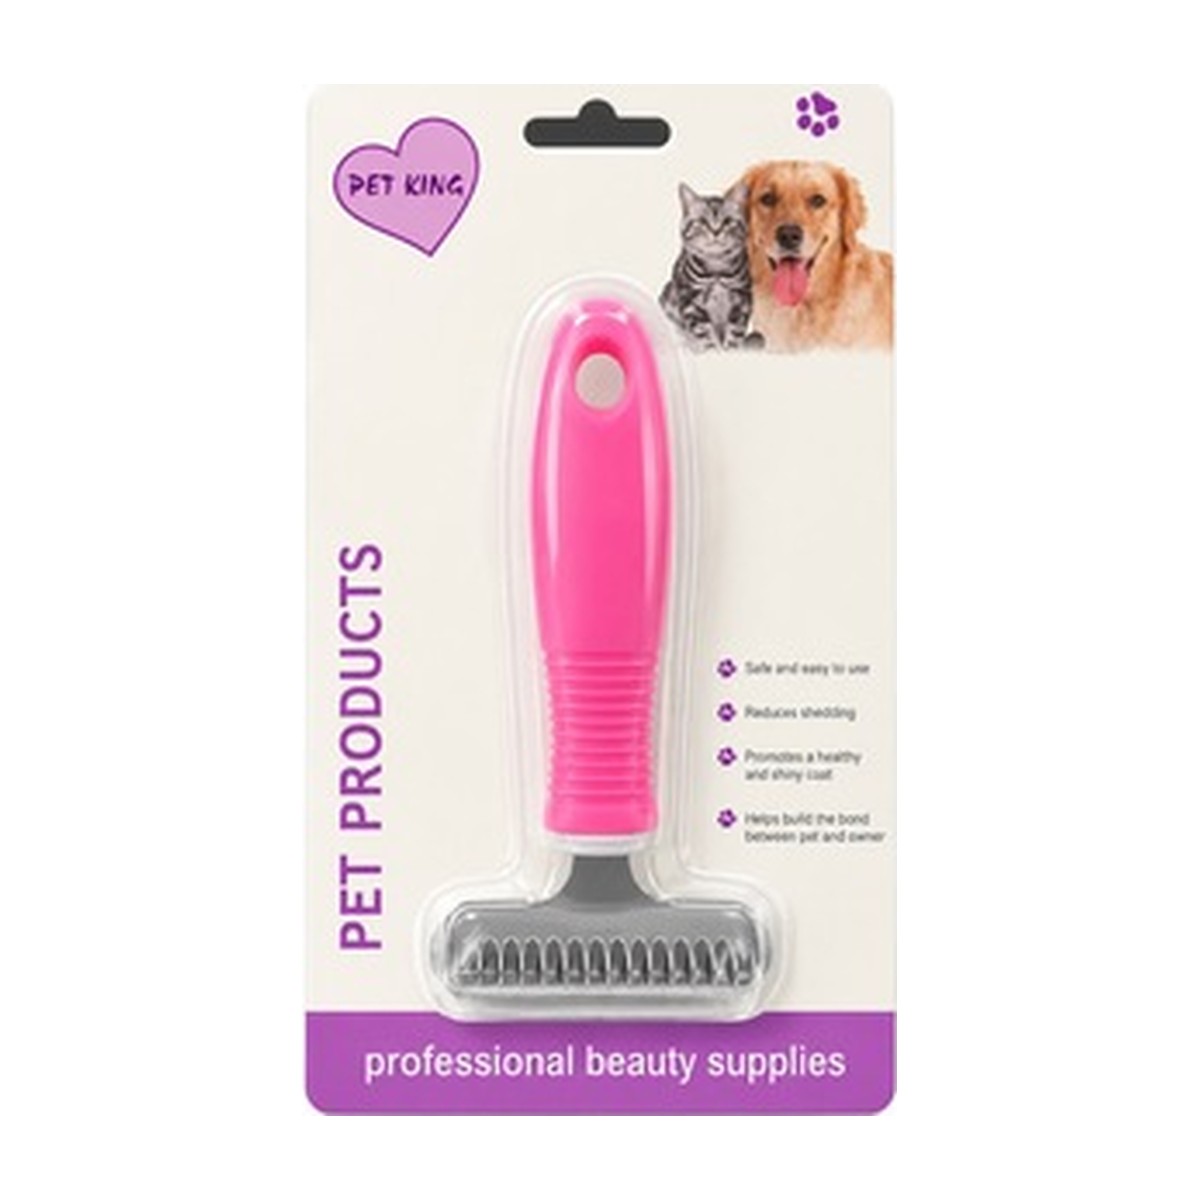 PET KING
PET PRODUCTS
Safe and easy to use
Reduces shedding
Promotes a healthy
and shiny coat
Helps build the bond
between pet and owner
professional beauty supplies